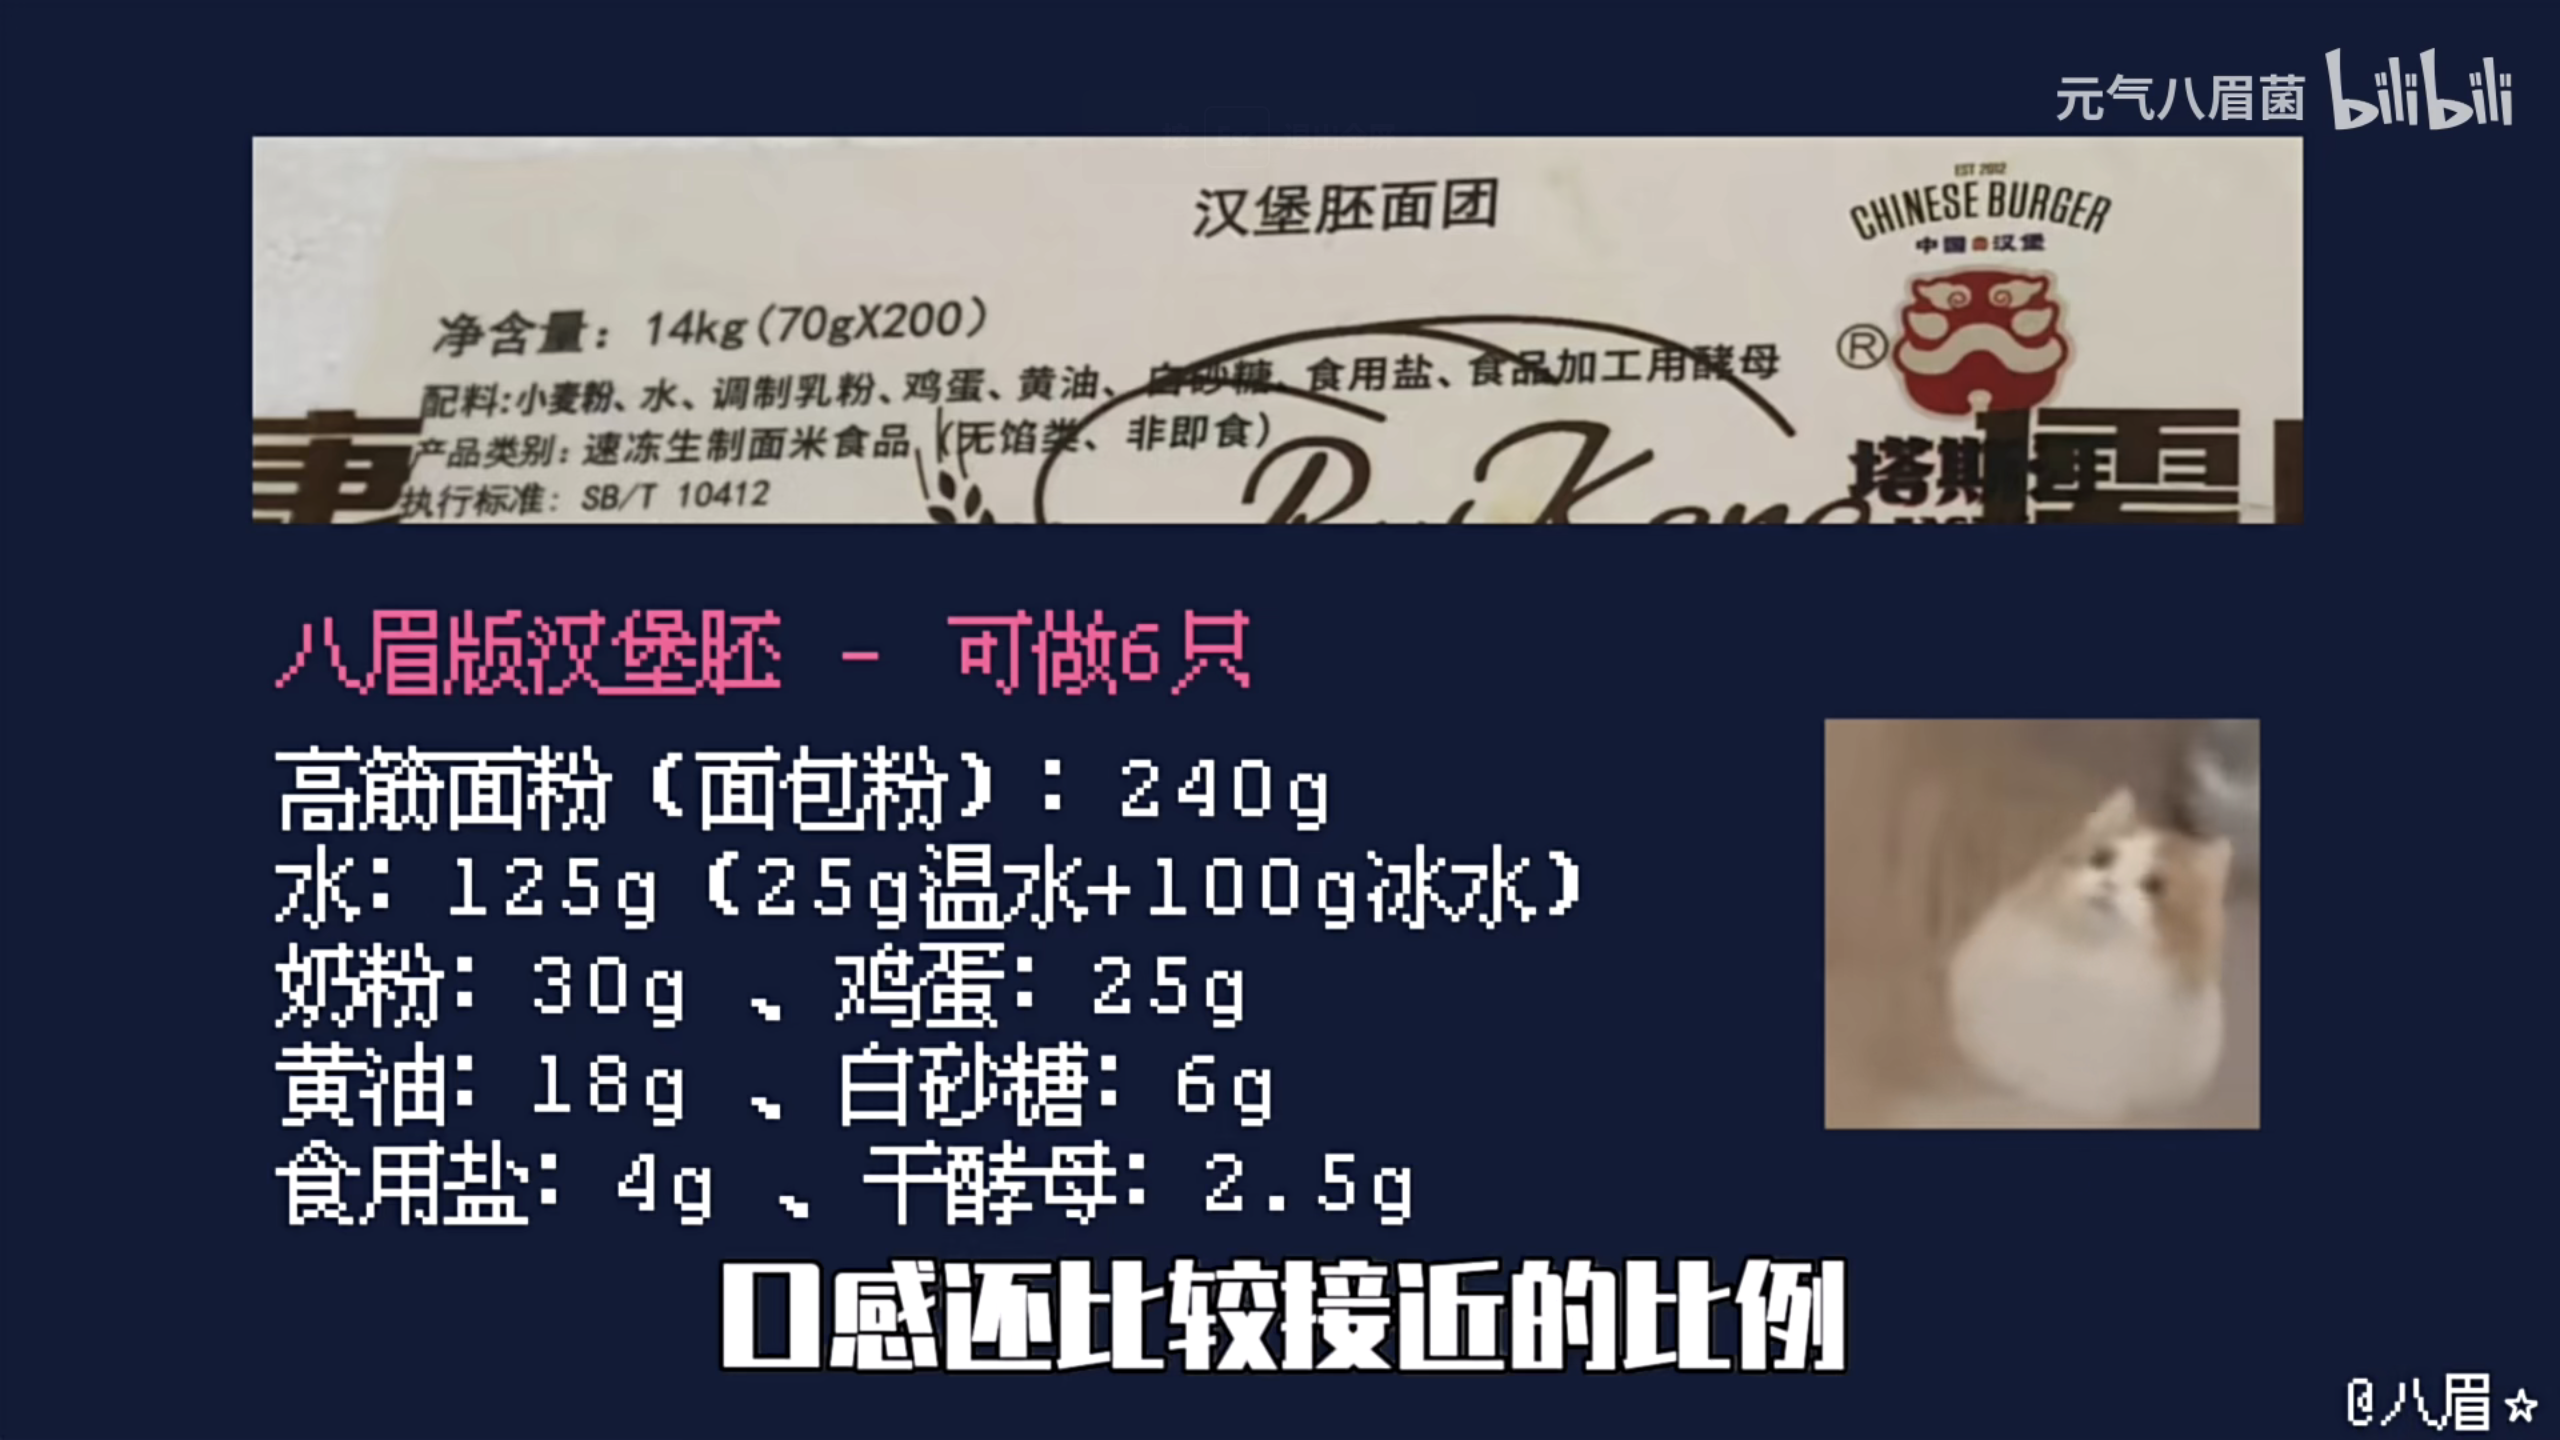 元气八眉菌 bilibili
汉堡胚面团
EST 2012
CHINESE BURGER
中国汉堡
净含量：14kg(70gX200)
®
配料:小麦粉、水、调制乳粉、鸡蛋、黄油、白砂糖、食用盐、食品加工用酵母
产品类别：速冻生制面米食品（无馅类、非即食）
执行标准：SB/T 10412
塔斯汀
八眉版汉堡胚 - 可做6只
高筋面粉（面包粉）：240g
水：125g（25g温水+100g冰水）
奶粉：30g 、鸡蛋：25g
黄油：18g 、白砂糖：6g
食用盐：4g 、干酵母：2.5g
口感还比较接近的比例
@八眉☆